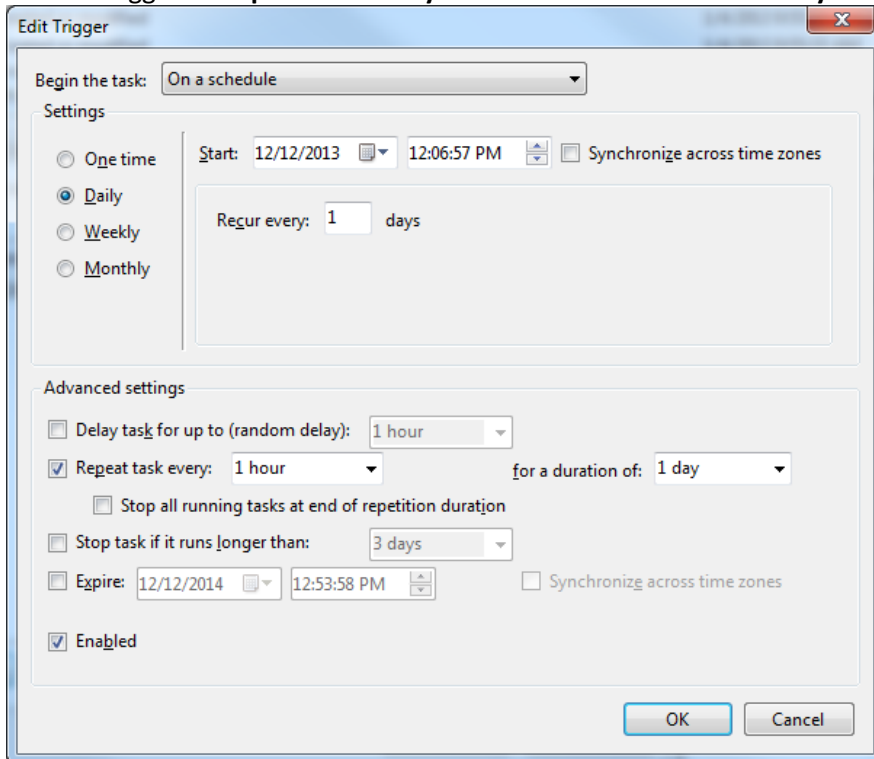 Edit Trigger
Begin the task: On a schedule
Settings
One time
Start: 12/12/2013 12:06:57 PM Synchronize across time zones
Daily
Recur every: 1 days
Weekly
Monthly
Advanced settings
Delay task for up to (random delay): 1 hour
Repeat task every: 1 hour for a duration of: 1 day
Stop all running tasks at end of repetition duration
Stop task if it runs longer than: 3 days
Expire: 12/12/2014 12:53:58 PM Synchronize across time zones
Enabled
OK Cancel